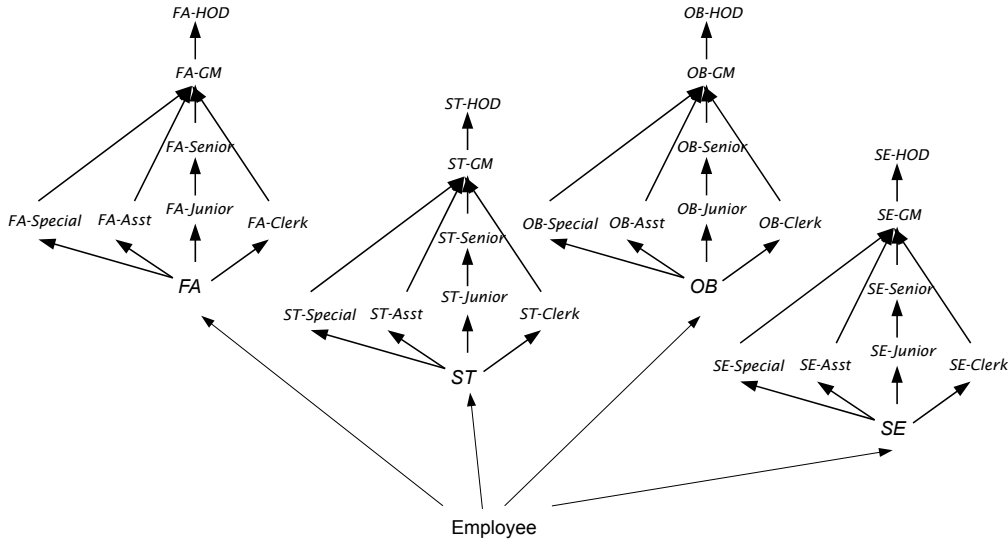 FA-HOD
FA-GM
FA-Senior
FA-Special
FA-Asst
FA-Junior
FA-Clerk
FA
ST-HOD
ST-GM
ST-Senior
ST-Special
ST-Asst
ST-Junior
ST-Clerk
ST
OB-HOD
OB-GM
OB-Senior
OB-Special
OB-Asst
OB-Junior
OB-Clerk
OB
SE-HOD
SE-GM
SE-Senior
SE-Special
SE-Asst
SE-Junior
SE-Clerk
SE
Employee